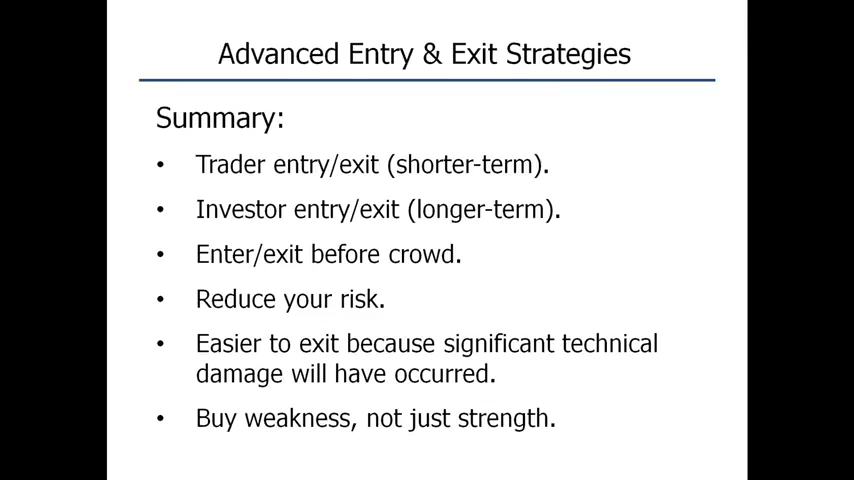 Advanced Entry & Exit Strategies
Summary:
• Trader entry/exit (shorter-term).
• Investor entry/exit (longer-term).
• Enter/exit before crowd.
• Reduce your risk.
• Easier to exit because significant technical
damage will have occurred.
• Buy weakness, not just strength.